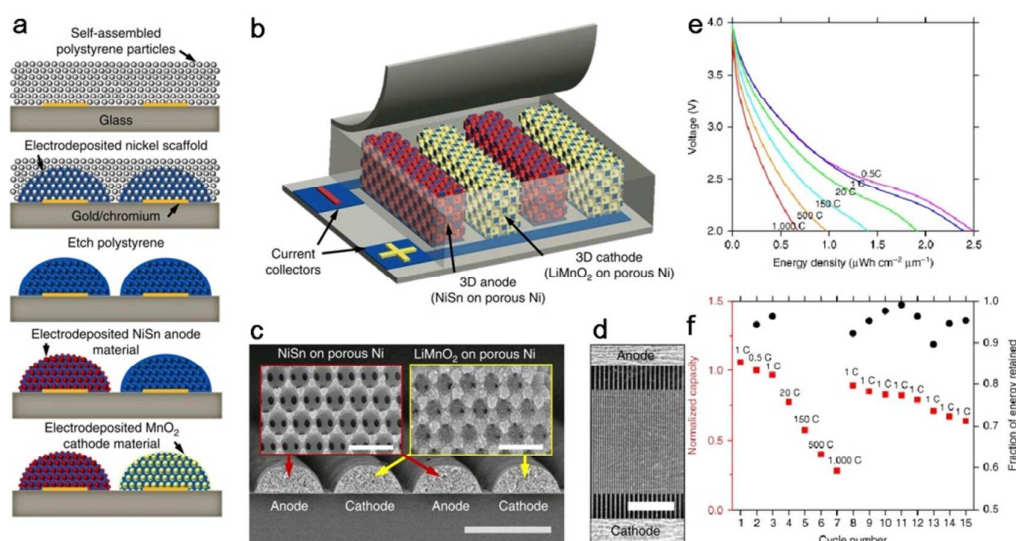 a
Self-assembled
polystyrene particles
Glass
Electrodeposited nickel scaffold
Gold/chromium
Etch polystyrene
Electrodeposited NiSn anode
material
Electrodeposited MnO2
cathode material
b
Current
collectors
3D anode
(NiSn on porous Ni)
3D cathode
(LiMnO2 on porous Ni)
c
NiSn on porous Ni
LiMnO2 on porous Ni
Anode
Cathode
Anode
Cathode
d
Anode
Cathode
e
4.0
3.5
3.0
2.5
2.0
Voltage (V)
0.5C
1 C
20 C
150 C
500 C
1,000 C
0.0 0.5 1.0 1.5 2.0 2.5
Energy density (µWh cm−2 µm−1)
f
1.5
1.0
0.5
0.0
Normalized capacity
1 C
0.5 C
1 C
20 C
150 C
500 C
1,000 C
1 C
1 C
1 C
1 C
1 C
1 C
1 C
1 C
1.0
0.9
0.8
0.7
0.6
0.5
Fraction of energy retained
1 2 3 4 5 6 7 8 9 10 11 12 13 14 15
Cycle number